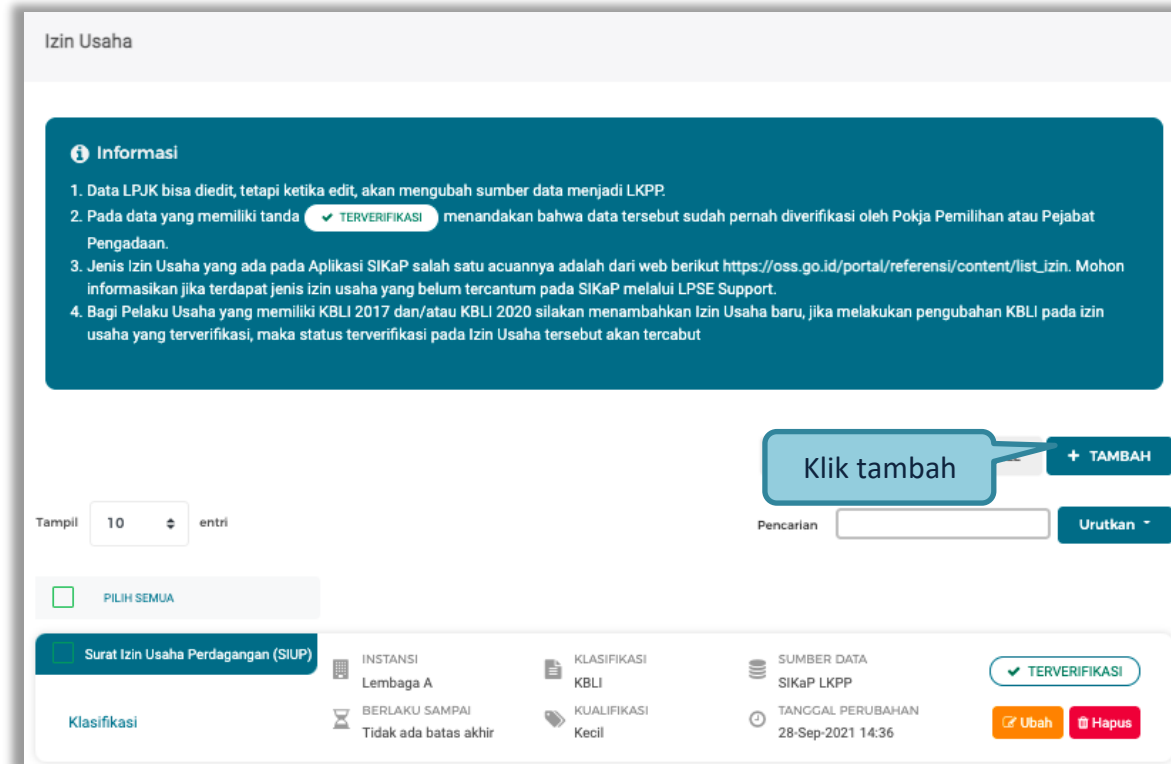 Izin Usaha
Informasi
1. Data LPJK bisa diedit, tetapi ketika edit, akan mengubah sumber data menjadi LKPP.
2. Pada data yang memiliki tanda TERVERIFIKASI menandakan bahwa data tersebut sudah pernah diverifikasi oleh Pokja Pemilihan atau Pejabat
Pengadaan.
3. Jenis Izin Usaha yang ada pada Aplikasi SIKaP salah satu acuannya adalah dari web berikut https://oss.go.id/portal/referensi/content/list_izin. Mohon
informasikan jika terdapat jenis izin usaha yang belum tercantum pada SIKaP melalui LPSE Support.
4. Bagi Pelaku Usaha yang memiliki KBLI 2017 dan/atau KBLI 2020 silakan menambahkan Izin Usaha baru, jika melakukan pengubahan KBLI pada izin
usaha yang terverifikasi, maka status terverifikasi pada Izin Usaha tersebut akan tercabut
Klik tambah
+ TAMBAH
Tampil 10 entri
Pencarian
Urutkan
PILIH SEMUA
Surat Izin Usaha Perdagangan (SIUP)
Klasifikasi
INSTANSI
Lembaga A
BERLAKU SAMPAI
Tidak ada batas akhir
KLASIFIKASI
KBLI
KUALIFIKASI
Kecil
SUMBER DATA
SIKaP LKPP
TANGGAL PERUBAHAN
28-Sep-2021 14:36
TERVERIFIKASI
Ubah
Hapus